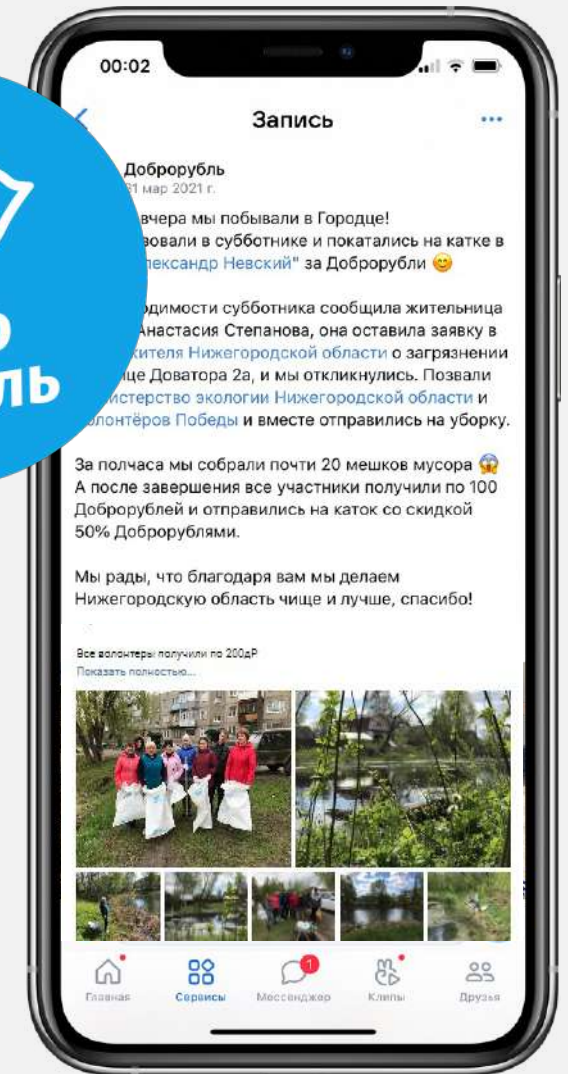 00:02
Запись
Доброрубль
31 мар 2021 г.
вчера мы побывали в Городце!
вовали в субботнике и покатались на катке в
лександр Невский" за Доброрубли
димости субботника сообщила жительница
Анастасия Степанова, она оставила заявку в
жителя Нижегородской области о загрязнении
це Доватора 2а, и мы откликнулись. Позвали
истерство экологии Нижегородской области и
лонтёров Победы и вместе отправились на уборку.
За полчаса мы собрали почти 20 мешков мусора
А после завершения все участники получили по 100
Доброрублей и отправились на каток со скидкой
50% Доброрублями.
Мы рады, что благодаря вам мы делаем
Нижегородскую область чище и лучше, спасибо!
Все волонтеры получили по 200дР
Показать полностью...
1
Главная Сервисы Мессенджер Клипы Друзья